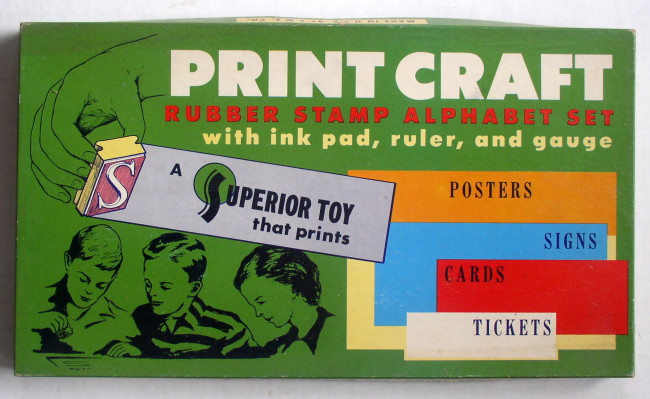 PRINT CRAFT
RUBBER STAMP ALPHABET SET
with ink pad, ruler, and gauge
S
A SUPERIOR TOY
that prints
POSTERS
SIGNS
CARDS
TICKETS